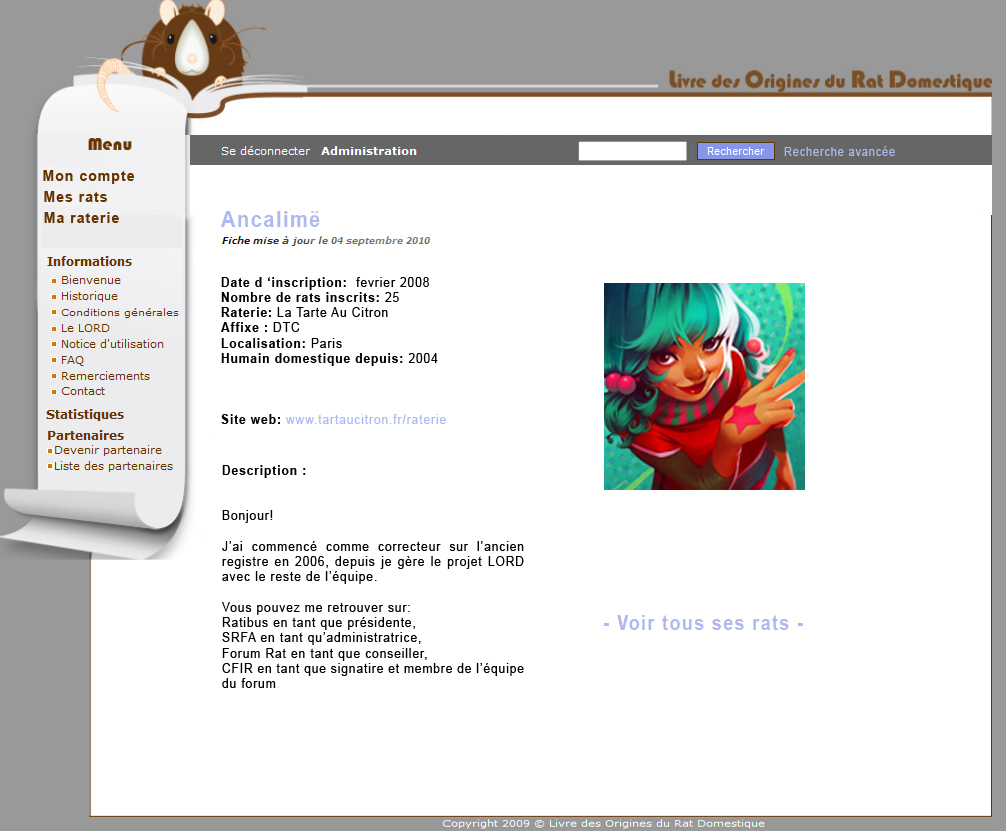 Livre des Origines du Rat Domestique
Menu
Mon compte
Mes rats
Ma raterie
Informations
Bienvenue
Historique
Conditions générales
Le LORD
Notice d'utilisation
FAQ
Remerciements
Contact
Statistiques
Partenaires
Devenir partenaire
Liste des partenaires
Se déconnecter Administration Rechercher Recherche avancée
Ancalimë
Fiche mise à jour le 04 septembre 2010
Date d ‘inscription: fevrier 2008
Nombre de rats inscrits: 25
Raterie: La Tarte Au Citron
Affixe : DTC
Localisation: Paris
Humain domestique depuis: 2004
Site web: www.tartaucitron.fr/raterie
Description :
Bonjour!
J’ai commencé comme correcteur sur l’ancien
registre en 2006, depuis je gère le projet LORD
avec le reste de l’équipe.
Vous pouvez me retrouver sur:
Ratibus en tant que présidente,
SRFA en tant qu’administratrice,
Forum Rat en tant que conseiller,
CFIR en tant que signatire et membre de l’équipe
du forum
- Voir tous ses rats -
Copyright 2009 © Livre des Origines du Rat Domestique